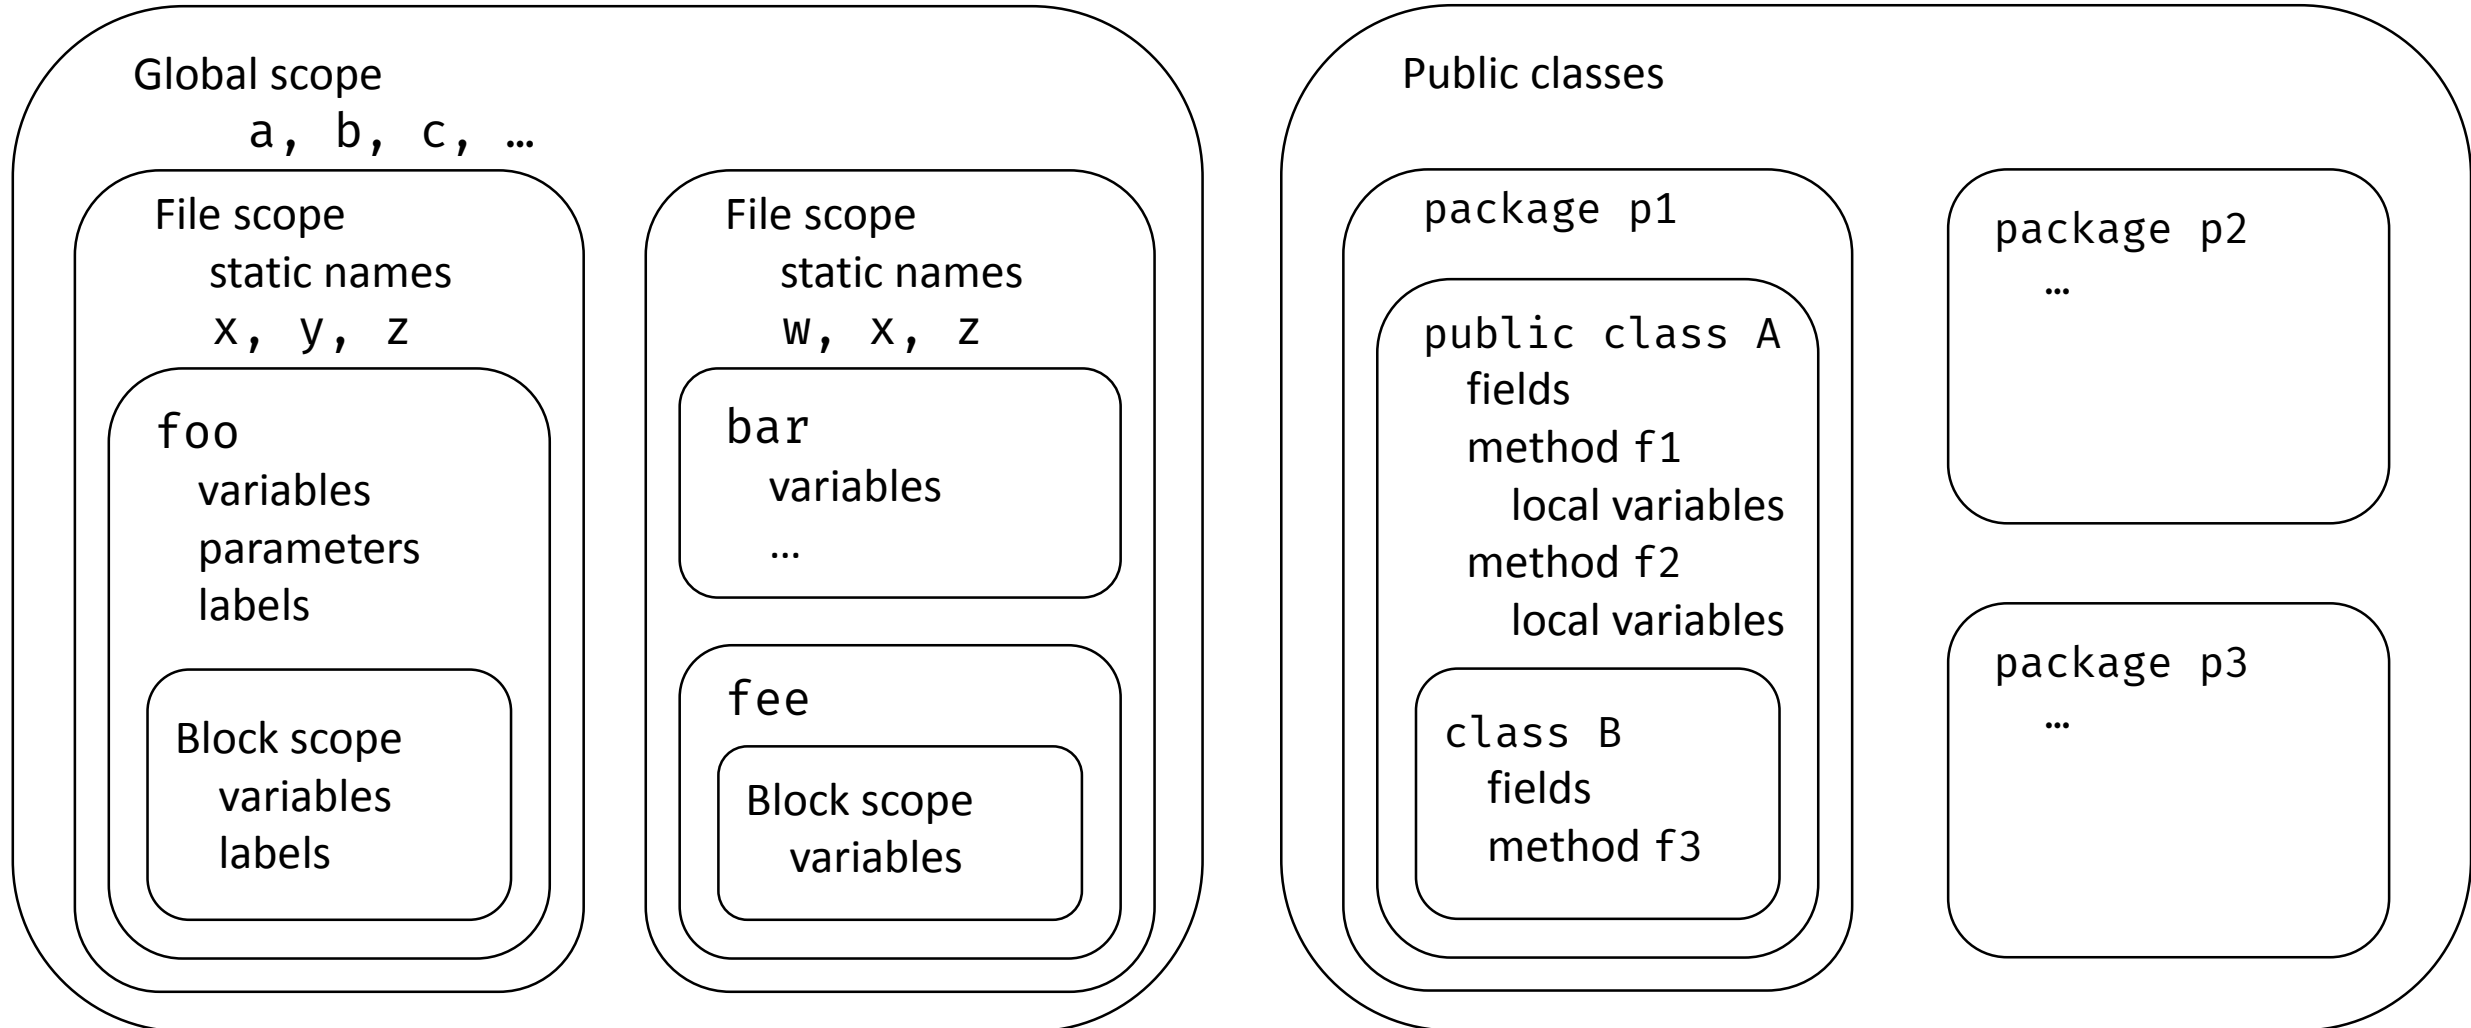 Global scope
a, b, c, …
File scope
static names
x, y, z
foo
variables
parameters
labels
Block scope
variables
labels
File scope
static names
w, x, z
bar
variables
…
fee
Block scope
variables
Public classes
package p1
public class A
fields
method f1
local variables
method f2
local variables
class B
fields
method f3
package p2
…
package p3
…